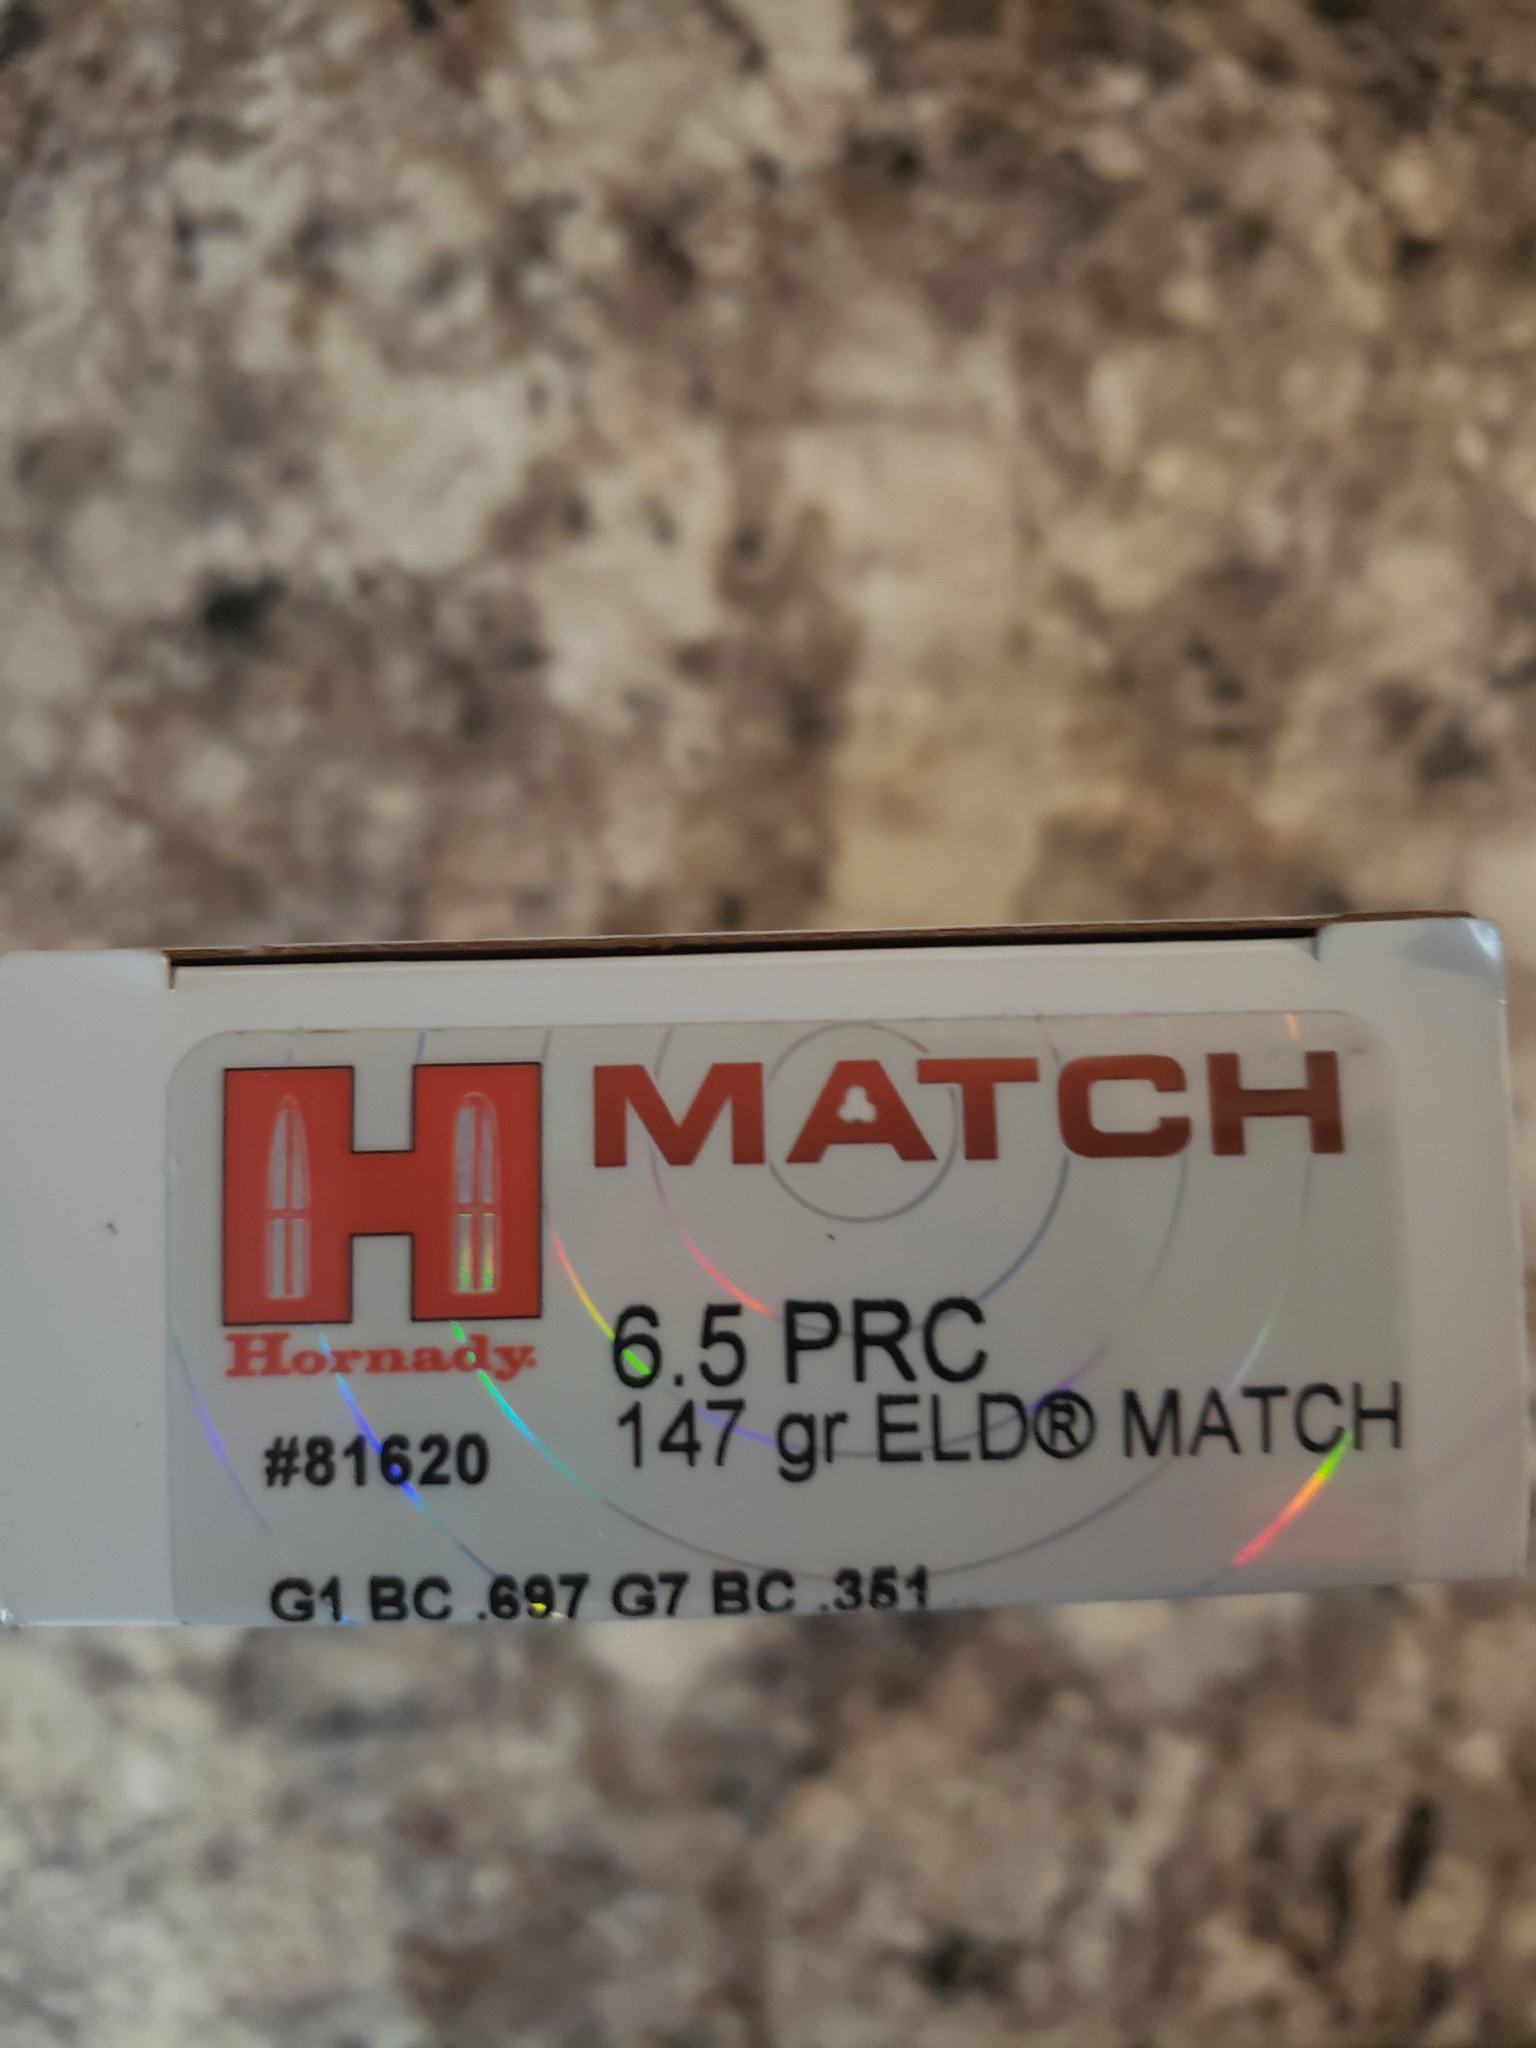 H MATCH
Hornady
6.5 PRC
147 gr ELD® MATCH
#81620
G1 BC .697 G7 BC .351